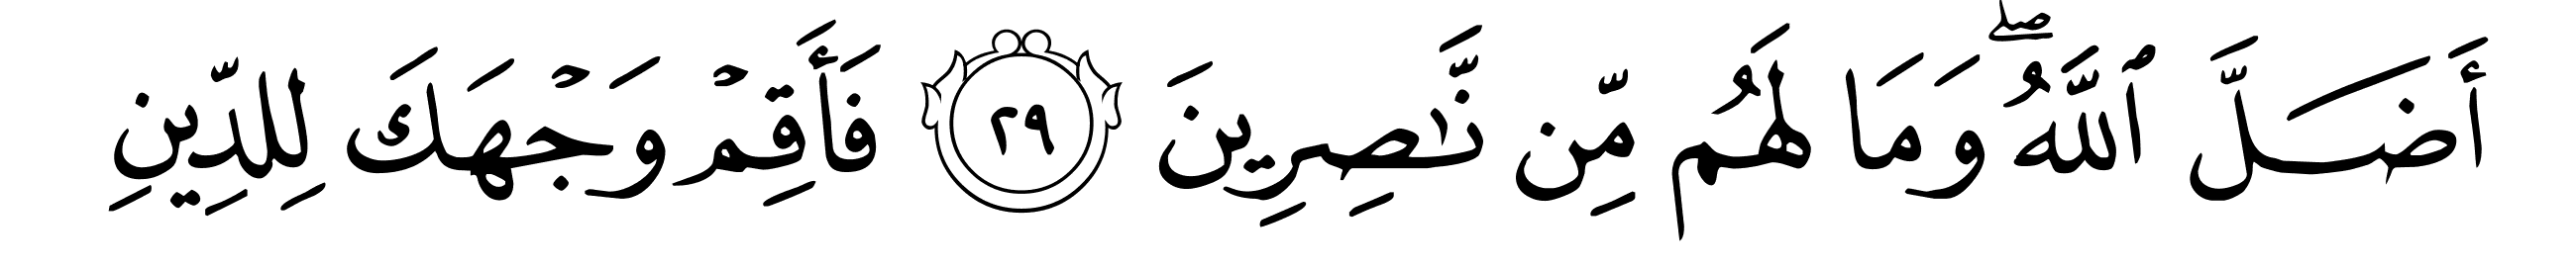 أَضَلَّ ٱللَّهُۖ وَمَا لَهُم مِّن نَّـٰصِرِينَ ٢٩ فَأَقِمْ وَجْهَكَ لِلدِّينِ